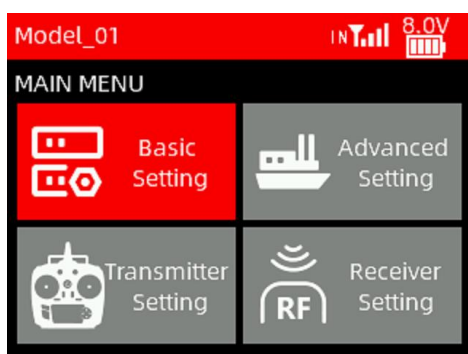 Model_01
IN
8.0V
MAIN MENU
Basic
Setting
Advanced
Setting
Transmitter
Setting
RF
Receiver
Setting